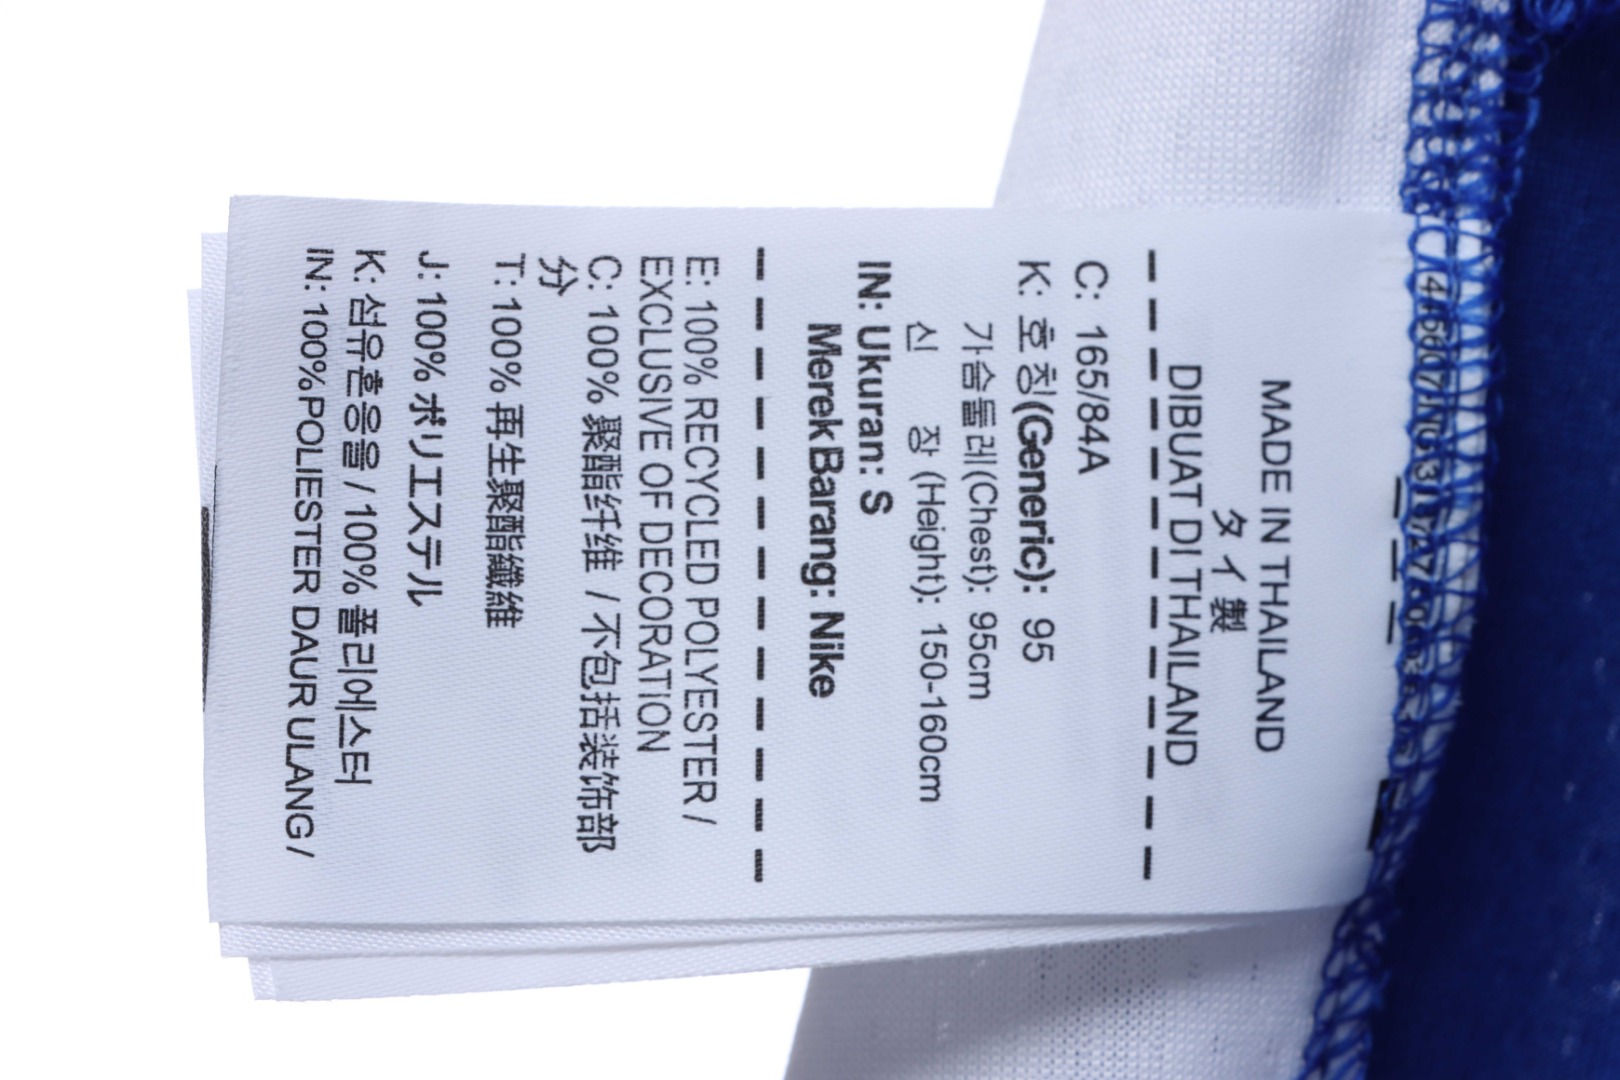 MADE IN THAILAND
タイ製
DIBUAT DI THAILAND
C: 165/84A
K: 호칭(Generic): 95
가슴둘레(Chest): 95cm
신 장 (Height): 150-160cm
IN: Ukuran: S
Merek Barang: Nike
E: 100% RECYCLED POLYESTER /
EXCLUSIVE OF DECORATION
C: 100% 聚酯纤维 / 不包括装饰部
分
T: 100% 再生聚酯纖維
J: 100% ポリエステル
K: 섬유혼용율 / 100% 폴리에스터
IN: 100% POLIESTER DAUR ULANG /